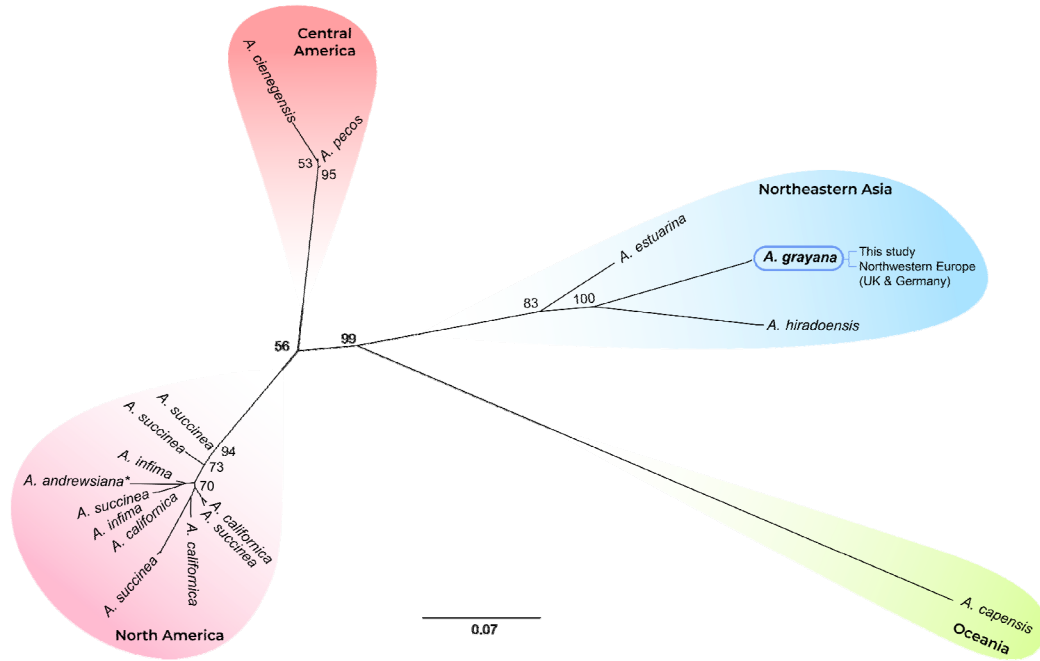 Central
America
A. cienegensis
A. pecos
53
95
Northeastern Asia
A. estuarina
A. grayana
This study
Northwestern Europe
(UK & Germany)
83
100
A. hiradoensis
56
99
A. succinea
A. succinea
94
73
A. infima
A. andrewsiana*
70
A. succinea
A. infima
A. californica
A. californica
A. succinea
A. succinea
A. californica
North America
0.07
A. capensis
Oceania